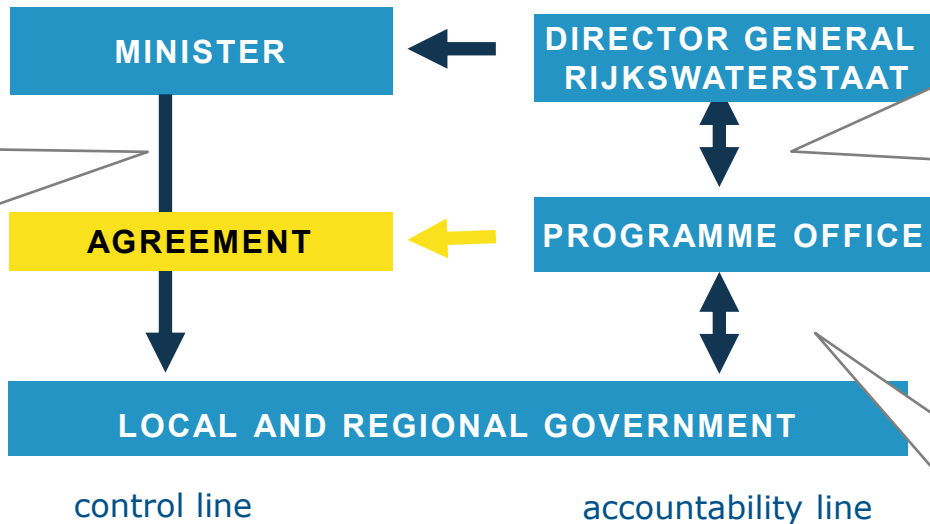 MINISTER
DIRECTOR GENERAL
RIJKSWATERSTAAT
AGREEMENT
PROGRAMME OFFICE
LOCAL AND REGIONAL GOVERNMENT
control line
accountability line